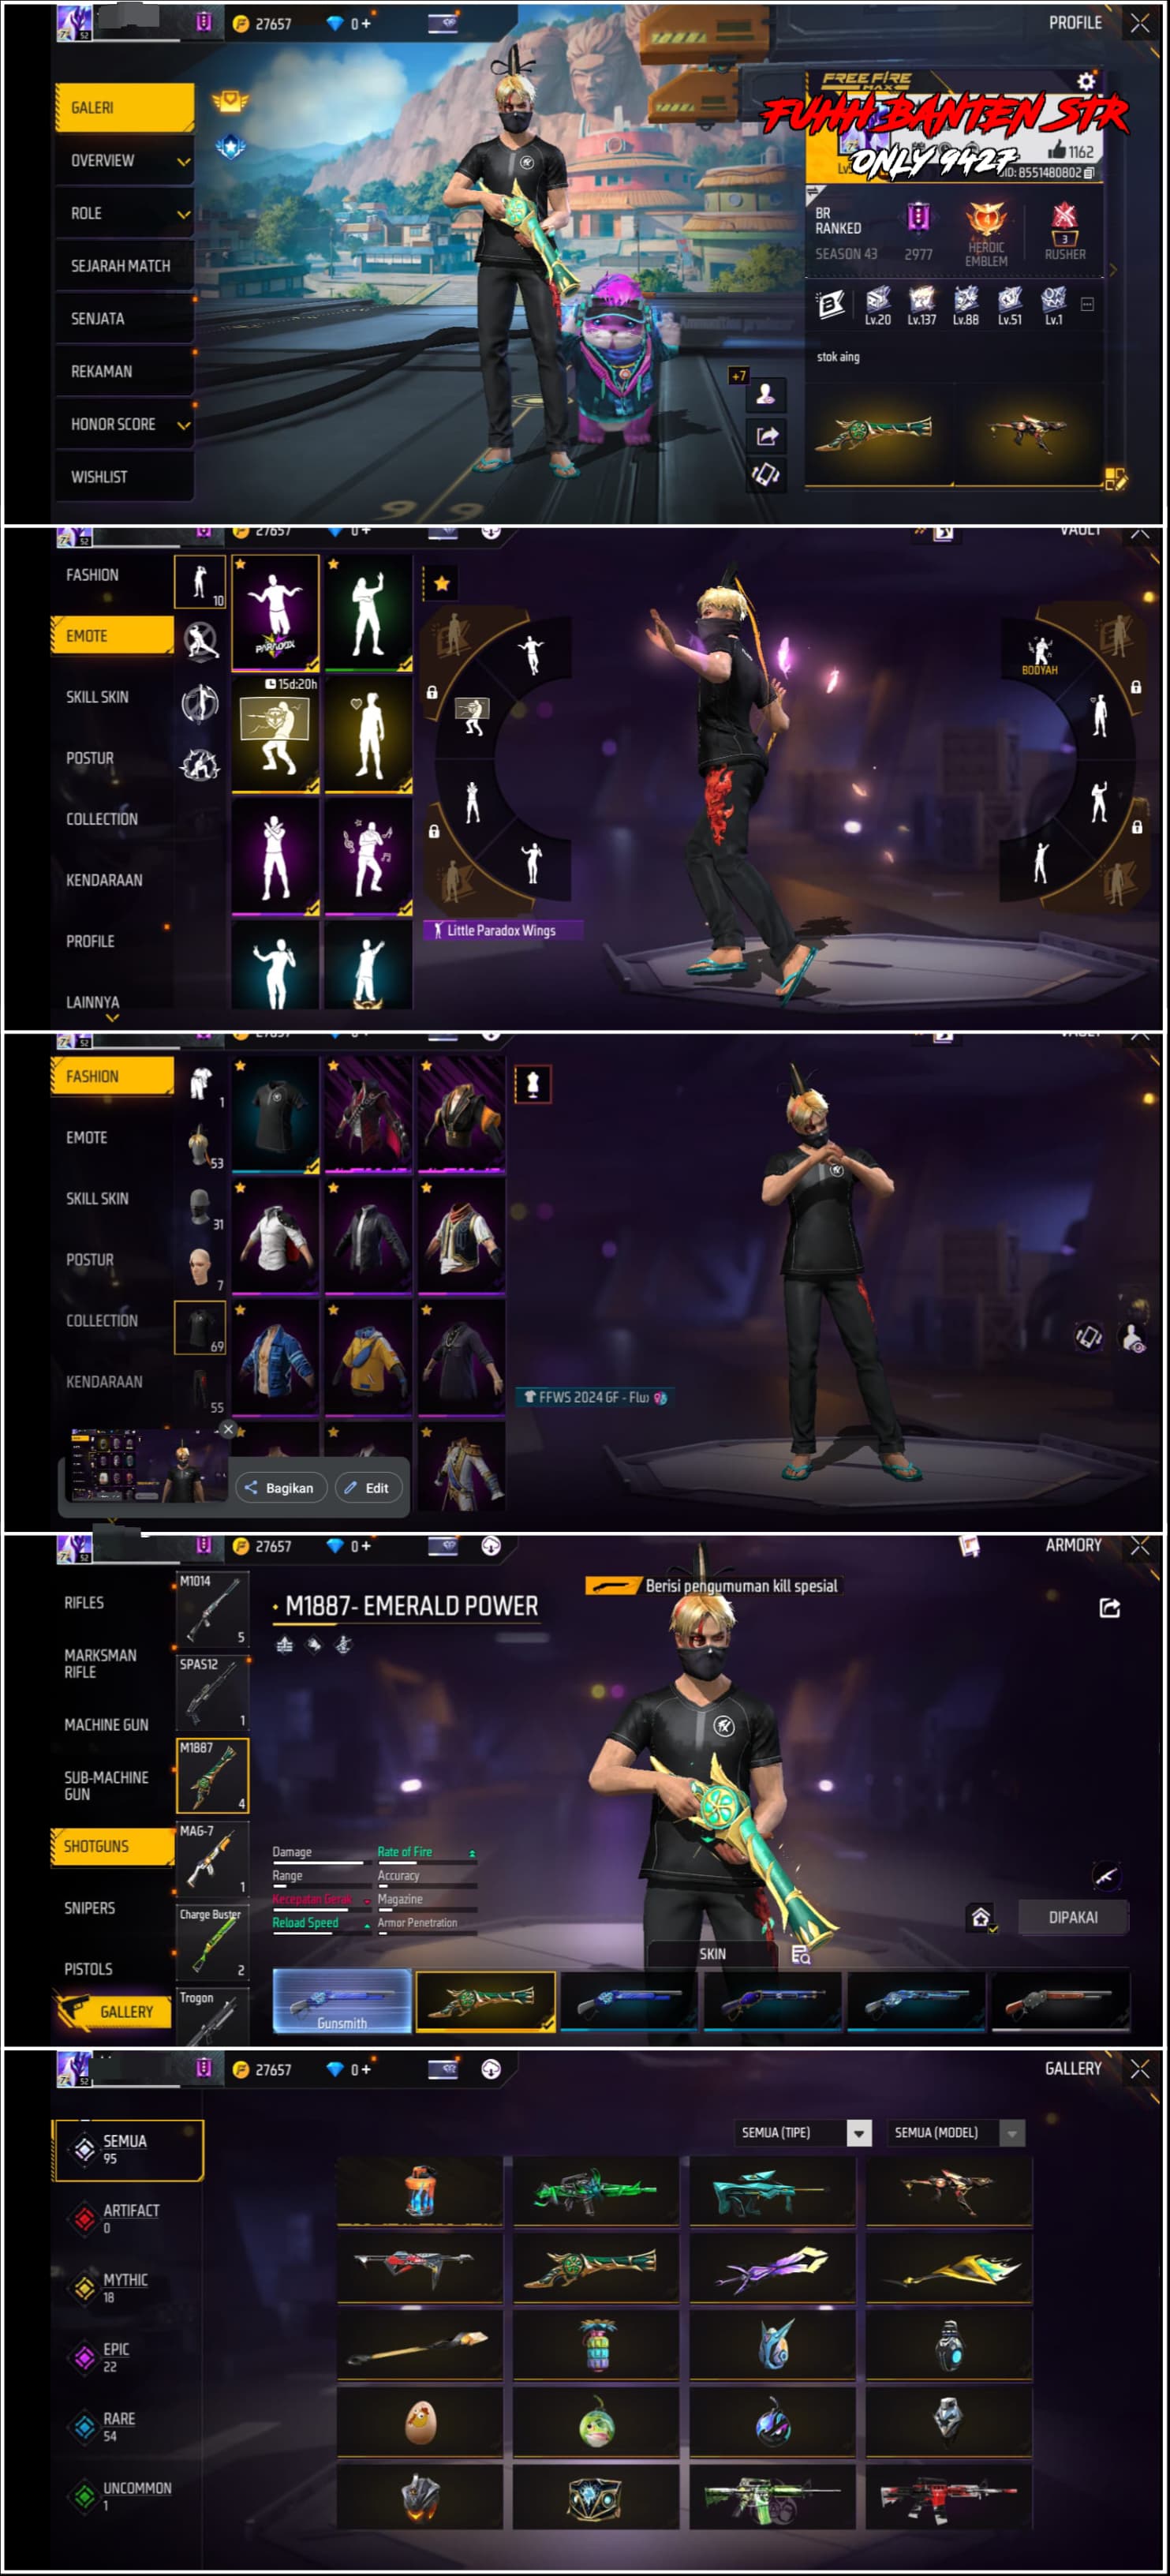 27657
0+
PROFILE
GALERI
OVERVIEW
ROLE
SEJARAH MATCH
SENJATA
REKAMAN
HONOR SCORE
WISHLIST
FREE FIRE
MAX
FUHH BANTEN STR
ONLY 9427
1162
ID: 8551480802
BR
RANKED
SEASON 43
2977
4
HEROIC
EMBLEM
3
RUSHER
Lv.20
Lv.137
Lv.88
Lv.51
Lv.1
stok aing
+7
27657
0+
VAULT
FASHION
EMOTE
SKILL SKIN
POSTUR
COLLECTION
KENDARAAN
PROFILE
LAINNYA
10
PARADOX
15d:20h
BOOYAH
Little Paradox Wings
27657
0+
VAULT
FASHION
EMOTE
SKILL SKIN
POSTUR
COLLECTION
KENDARAAN
1
53
31
7
69
55
FFWS 2024 GF - Flu
Bagikan
Edit
27657
0+
ARMORY
RIFLES
MARKSMAN
RIFLE
MACHINE GUN
SUB-MACHINE
GUN
SHOTGUNS
SNIPERS
PISTOLS
GALLERY
M1014
5
SPAS12
1
M1887
4
MAG-7
1
Charge Buster
2
Trogon
M1887- EMERALD POWER
Berisi pengumuman kill spesial
Damage
Rate of Fire
Range
Accuracy
Kecepatan Gerak
Magazine
Reload Speed
Armor Penetration
DIPAKAI
SKIN
Gunsmith
27657
0+
GALLERY
SEMUA
95
ARTIFACT
0
MYTHIC
18
EPIC
22
RARE
54
UNCOMMON
1
SEMUA (TIPE)
SEMUA (MODEL)